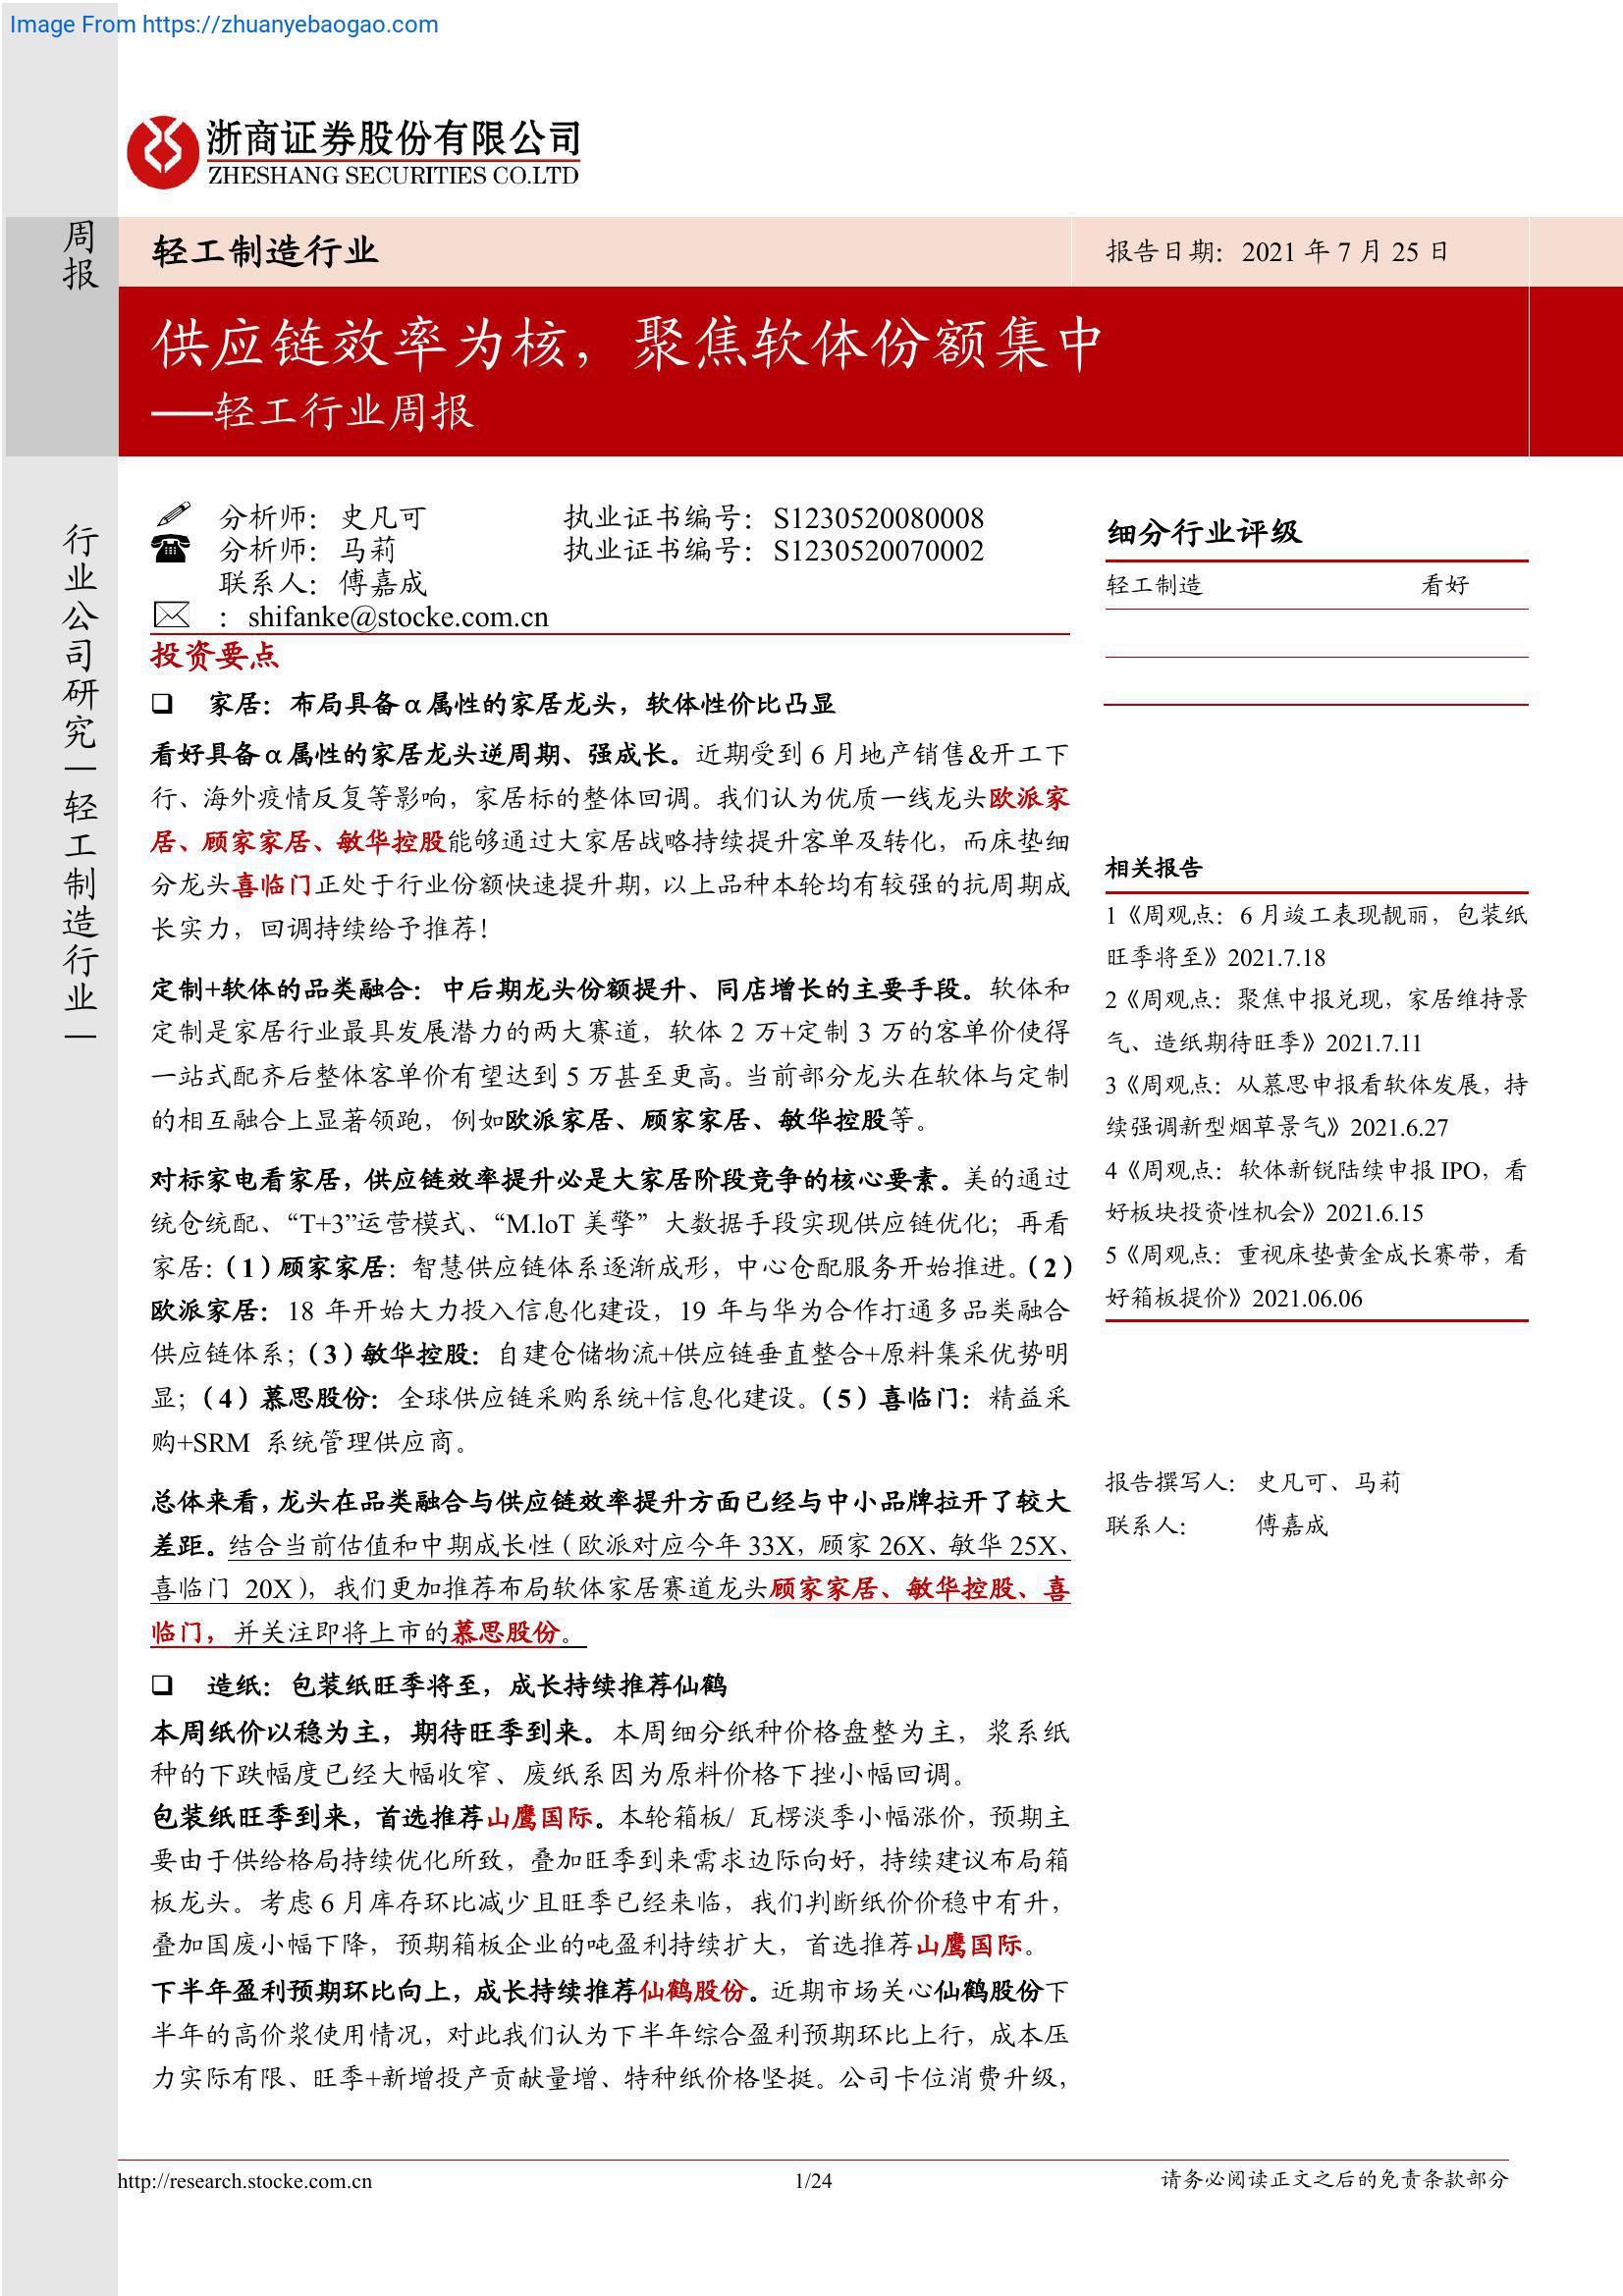 Image From https://zhuanyebaogao.com
浙商证券股份有限公司
ZHESHANG SECURITIES CO.LTD
周报
轻工制造行业
报告日期：2021 年 7 月 25 日
供应链效率为核，聚焦软体份额集中
——轻工行业周报
行业公司研究—轻工制造行业—
分析师：史凡可 执业证书编号：S1230520080008
分析师：马莉 执业证书编号：S1230520070002
联系人：傅嘉成
：shifanke@stocke.com.cn
投资要点
家居：布局具备α属性的家居龙头，软体性价比凸显
看好具备α属性的家居龙头逆周期、强成长。近期受到 6 月地产销售&开工下
行、海外疫情反复等影响，家居标的整体回调。我们认为优质一线龙头欧派家
居、顾家家居、敏华控股能够通过大家居战略持续提升客单及转化，而床垫细
分龙头喜临门正处于行业份额快速提升期，以上品种本轮均有较强的抗周期成
长实力，回调持续给予推荐！
定制+软体的品类融合：中后期龙头份额提升、同店增长的主要手段。软体和
定制是家居行业最具发展潜力的两大赛道，软体 2 万+定制 3 万的客单价使得
一站式配齐后整体客单价有望达到 5 万甚至更高。当前部分龙头在软体与定制
的相互融合上显著领跑，例如欧派家居、顾家家居、敏华控股等。
对标家电看家居，供应链效率提升必是大家居阶段竞争的核心要素。美的通过
统仓统配、“T+3”运营模式、“M.loT 美擎” 大数据手段实现供应链优化；再看
家居：（1）顾家家居：智慧供应链体系逐渐成形，中心仓配服务开始推进。（2）
欧派家居：18 年开始大力投入信息化建设，19 年与华为合作打通多品类融合
供应链体系；（3）敏华控股：自建仓储物流+供应链垂直整合+原料集采优势明
显；（4）慕思股份：全球供应链采购系统+信息化建设。（5）喜临门：精益采
购+SRM 系统管理供应商。
总体来看，龙头在品类融合与供应链效率提升方面已经与中小品牌拉开了较大
差距。结合当前估值和中期成长性（欧派对应今年 33X，顾家 26X、敏华 25X、
喜临门 20X），我们更加推荐布局软体家居赛道龙头顾家家居、敏华控股、喜
临门，并关注即将上市的慕思股份。
造纸：包装纸旺季将至，成长持续推荐仙鹤
本周纸价以稳为主，期待旺季到来。本周细分纸种价格盘整为主，浆系纸
种的下跌幅度已经大幅收窄、废纸系因为原料价格下挫小幅回调。
包装纸旺季到来，首选推荐山鹰国际。本轮箱板/ 瓦楞淡季小幅涨价，预期主
要由于供给格局持续优化所致，叠加旺季到来需求边际向好，持续建议布局箱
板龙头。考虑 6 月库存环比减少且旺季已经来临，我们判断纸价价稳中有升，
叠加国废小幅下降，预期箱板企业的吨盈利持续扩大，首选推荐山鹰国际。
下半年盈利预期环比向上，成长持续推荐仙鹤股份。近期市场关心仙鹤股份下
半年的高价浆使用情况，对此我们认为下半年综合盈利预期环比上行，成本压
力实际有限、旺季+新增投产贡献量增、特种纸价格坚挺。公司卡位消费升级，
细分行业评级
轻工制造 看好
相关报告
1《周观点：6 月竣工表现靓丽，包装纸
旺季将至》2021.7.18
2《周观点：聚焦中报兑现，家居维持景
气、造纸期待旺季》2021.7.11
3《周观点：从慕思申报看软体发展，持
续强调新型烟草景气》2021.6.27
4《周观点：软体新锐陆续申报 IPO，看
好板块投资性机会》2021.6.15
5《周观点：重视床垫黄金成长赛带，看
好箱板提价》2021.06.06
报告撰写人：史凡可、马莉
联系人： 傅嘉成
http://research.stocke.com.cn
1/24
请务必阅读正文之后的免责条款部分